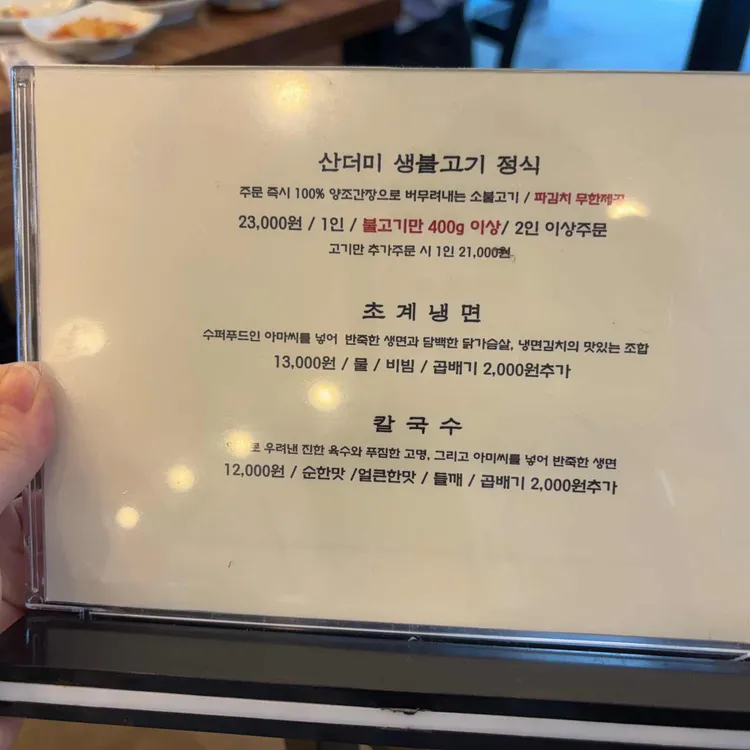 산더미 생불고기 정식
주문 즉시 100% 양조간장으로 버무려내는 소불고기 / 파김치 무한제공
23,000원 / 1인 / 불고기만 400g 이상/ 2인 이상주문
고기만 추가주문 시 1인 21,000원
초계냉면
수퍼푸드인 아마씨를 넣어 반죽한 생면과 담백한 닭가슴살, 냉면김치의 맛있는 조합
13,000원 / 물 / 비빔 / 곱배기 2,000원추가
칼국수
우려낸 진한 육수와 푸짐한 고명, 그리고 아미씨를 넣어 반죽한 생면
12,000원 / 순한맛 /얼큰한맛 / 들깨 / 곱배기 2,000원추가